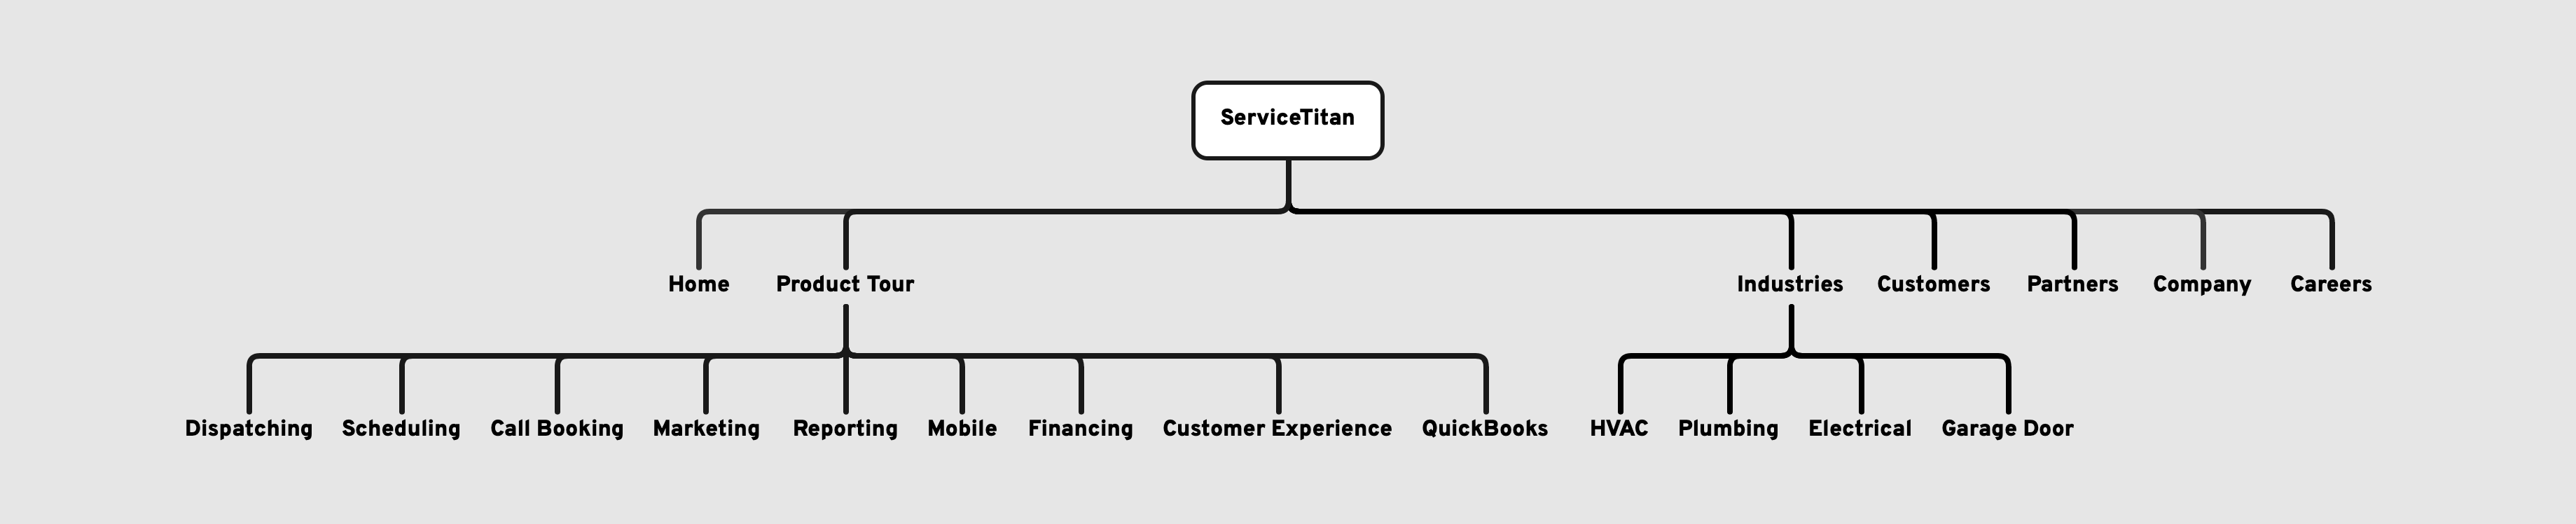 ServiceTitan
Home
Product Tour
Industries
Customers
Partners
Company
Careers
Dispatching
Scheduling
Call Booking
Marketing
Reporting
Mobile
Financing
Customer Experience
QuickBooks
HVAC
Plumbing
Electrical
Garage Door